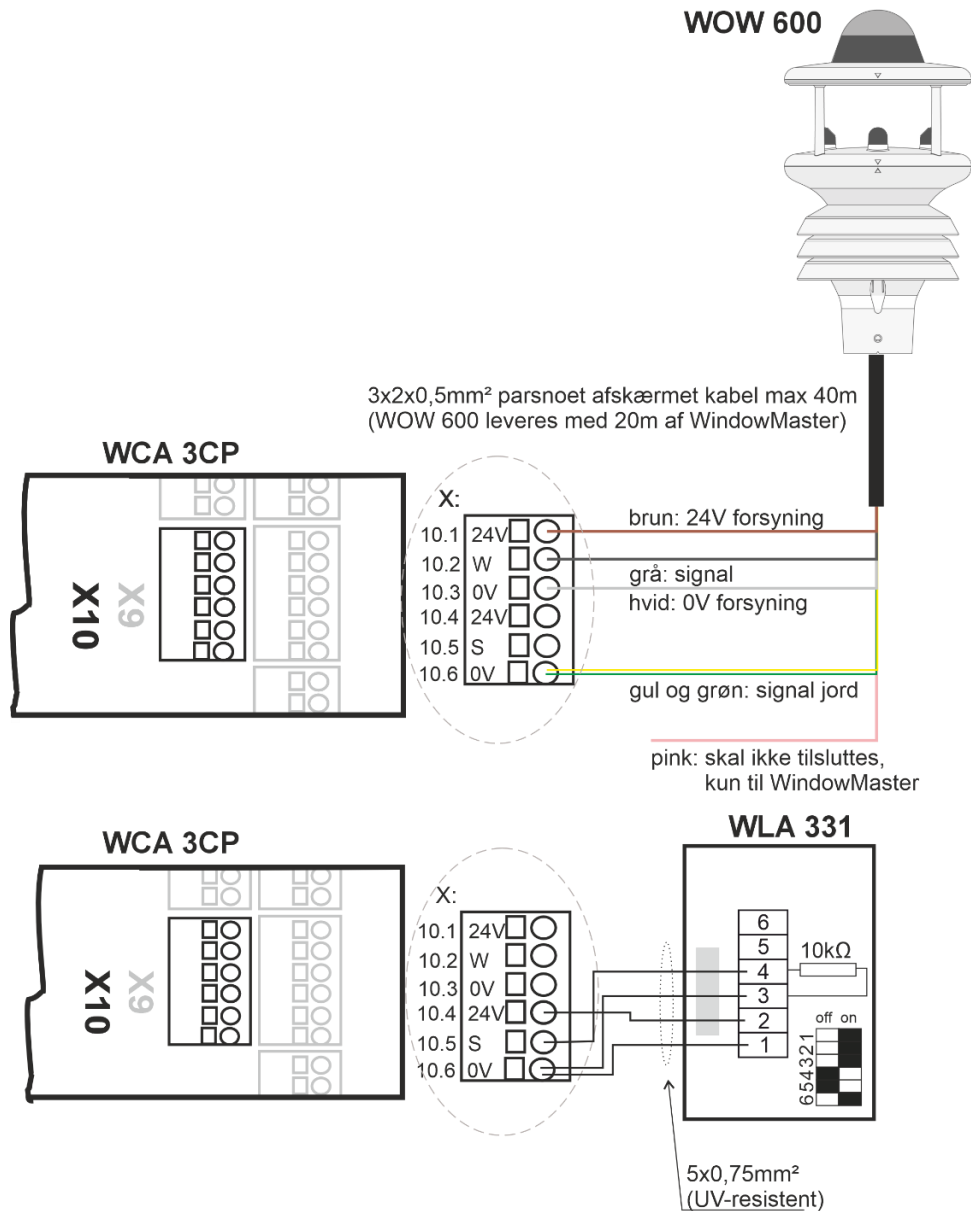 WOW 600
3x2x0,5mm² parsnoet afskærmet kabel max 40m
(WOW 600 leveres med 20m af WindowMaster)
WCA 3CP
X10
X9
X:
10.1 24V
10.2 W
10.3 0V
10.4 24V
10.5 S
10.6 0V
brun: 24V forsyning
grå: signal
hvid: 0V forsyning
gul og grøn: signal jord
pink: skal ikke tilsluttes,
kun til WindowMaster
WCA 3CP
X10
X9
X:
10.1 24V
10.2 W
10.3 0V
10.4 24V
10.5 S
10.6 0V
WLA 331
6
5
4
3
2
1
10kΩ
off on
654321
5x0,75mm²
(UV-resistent)